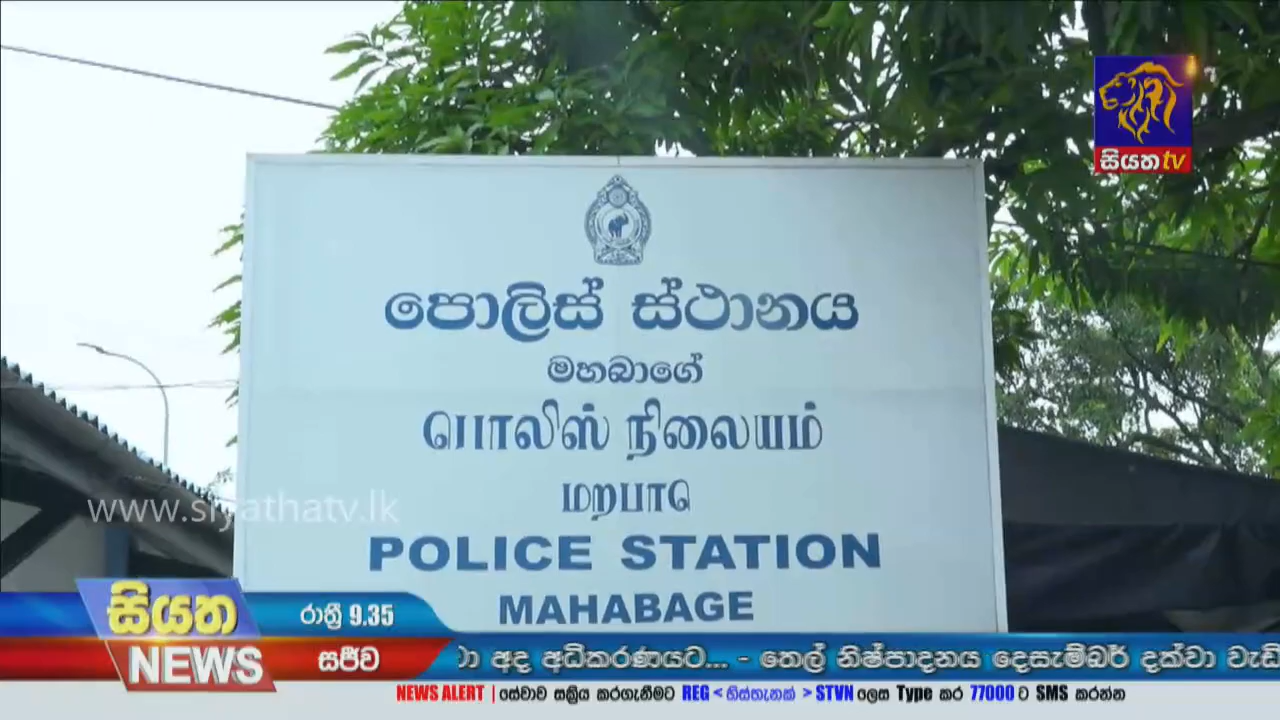 සියත tv
පොලිස් ස්ථානය
මහබාගේ
பொலிஸ் நிலையம்
மறபாகே
POLICE STATION
MAHABAGE
www.siyathatv.lk
සියත
NEWS
රාත්‍රී 9.35
සජීව
අද අධිකරණයට... - තෙල් නිෂ්පාදනය දෙසැම්බර් දක්වා වැඩි
NEWS ALERT | සේවාව සක්‍රිය කරගැනීමට REG < හිස්තැනක් > STVN ලෙස Type කර 77000 ට SMS කරන්න